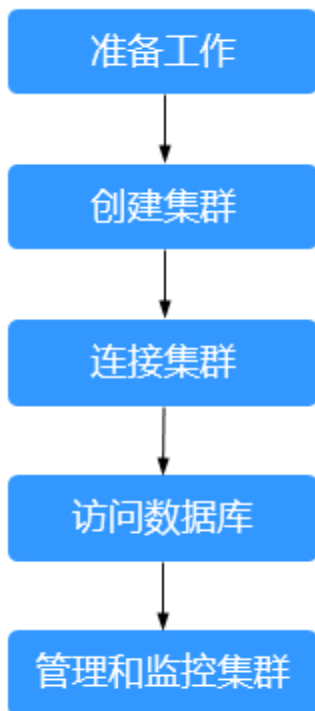 准备工作
创建集群
连接集群
访问数据库
管理和监控集群